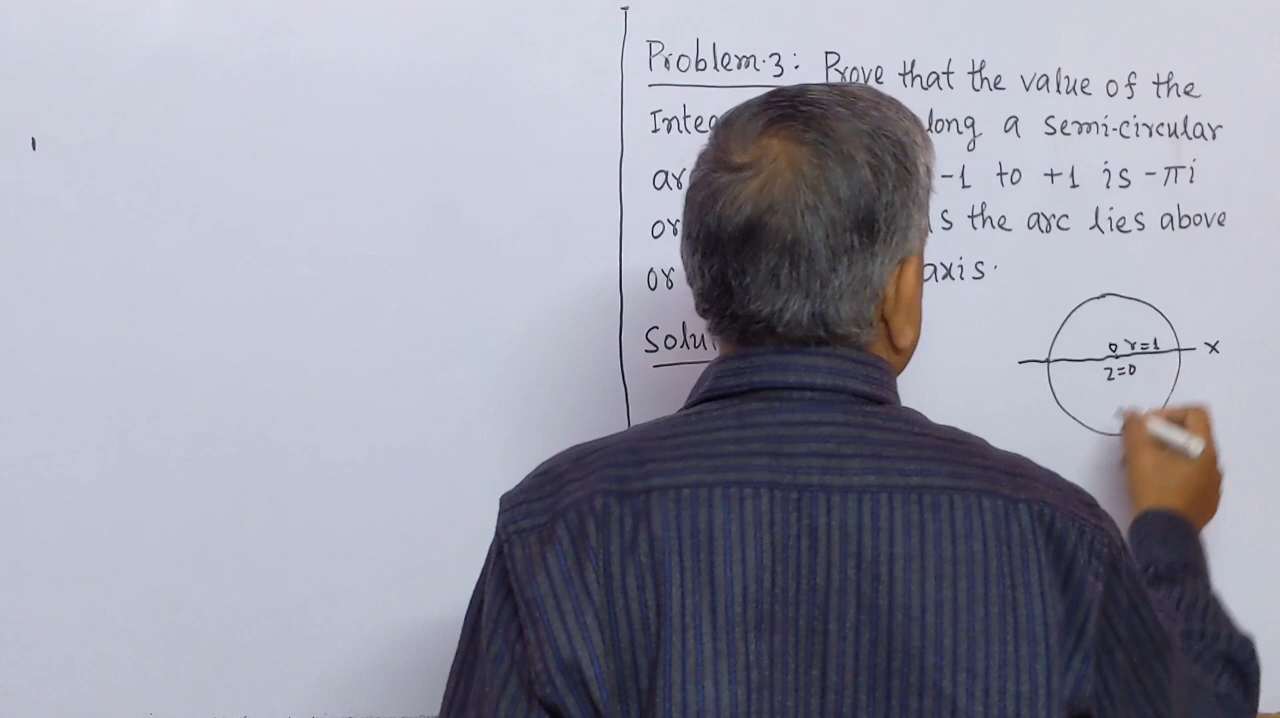 Problem.3: Prove that the value of the
Inte long a semi-circular
ar -1 to +1 is -πi
or s the arc lies above
or axis.
Solu
0 r=1 X
z=0